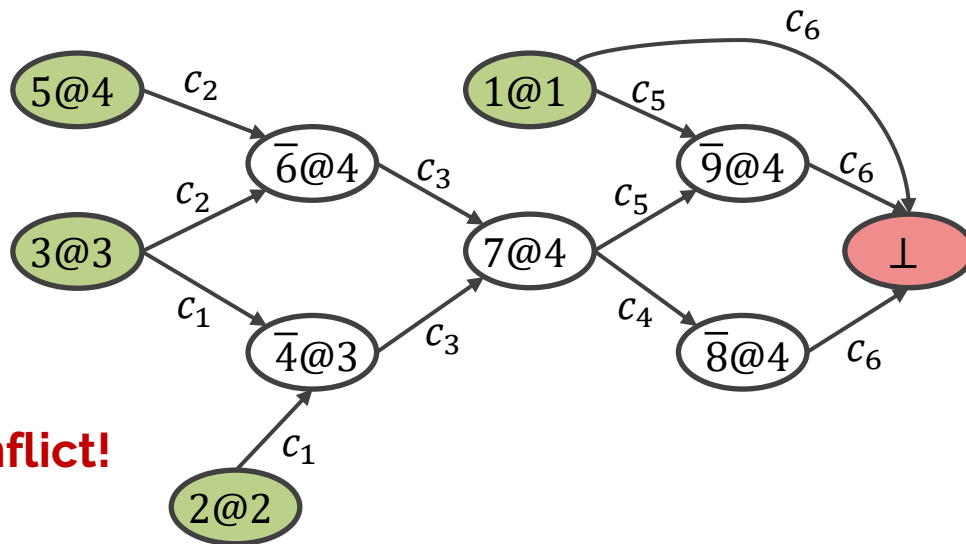 c₆
5@4
c₂
1@1
c₅
6̅@4
c₃
9̅@4
c₆
c₂
c₅
3@3
7@4
⊥
c₁
c₄
4̅@3
c₃
8̅@4
c₆
nflict!
c₁
2@2